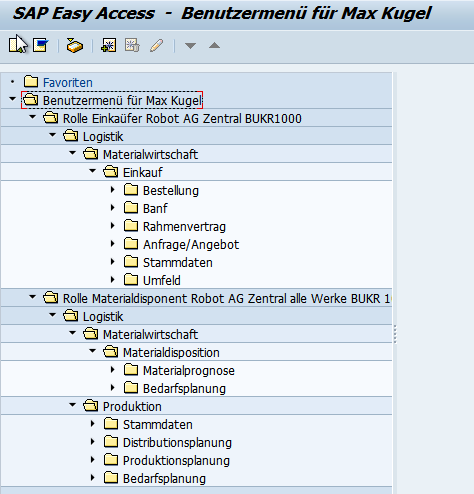 SAP Easy Access - Benutzermenü für Max Kugel
Favoriten
Benutzermenü für Max Kugel
Rolle Einkaüfer Robot AG Zentral BUKR1000
Logistik
Materialwirtschaft
Einkauf
Bestellung
Banf
Rahmenvertrag
Anfrage/Angebot
Stammdaten
Umfeld
Rolle Materialdisponent Robot AG Zentral alle Werke BUKR 10
Logistik
Materialwirtschaft
Materialdisposition
Materialprognose
Bedarfsplanung
Produktion
Stammdaten
Distributionsplanung
Produktionsplanung
Bedarfsplanung